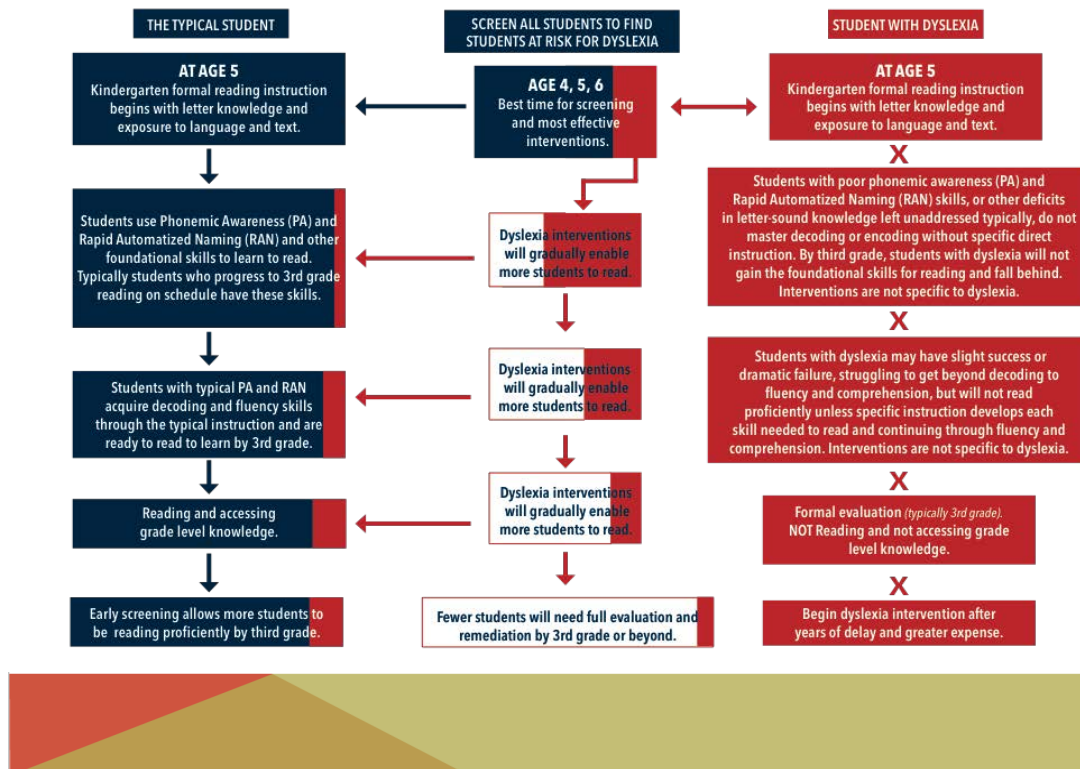 THE TYPICAL STUDENT
AT AGE 5
Kindergarten formal reading instruction
begins with letter knowledge and
exposure to language and text.
Students use Phonemic Awareness (PA) and
Rapid Automatized Naming (RAN) and other
foundational skills to learn to read.
Typically students who progress to 3rd grade
reading on schedule have these skills.
Students with typical PA and RAN
acquire decoding and fluency skills
through the typical instruction and are
ready to read to learn by 3rd grade.
Reading and accessing
grade level knowledge.
Early screening allows more students to
be reading proficiently by third grade.
SCREEN ALL STUDENTS TO FIND
STUDENTS AT RISK FOR DYSLEXIA
AGE 4, 5, 6
Best time for screening
and most effective
interventions.
Dyslexia interventions
will gradually enable
more students to read.
Dyslexia interventions
will gradually enable
more students to read.
Dyslexia interventions
will gradually enable
more students to read.
Fewer students will need full evaluation and
remediation by 3rd grade or beyond.
STUDENT WITH DYSLEXIA
AT AGE 5
Kindergarten formal reading instruction
begins with letter knowledge and
exposure to language and text.
X
Students with poor phonemic awareness (PA) and
Rapid Automatized Naming (RAN) skills, or other deficits
in letter-sound knowledge left unaddressed typically, do not
master decoding or encoding without specific direct
instruction. By third grade, students with dyslexia will not
gain the foundational skills for reading and fall behind.
Interventions are not specific to dyslexia.
X
Students with dyslexia may have slight success or
dramatic failure, struggling to get beyond decoding to
fluency and comprehension, but will not read
proficiently unless specific instruction develops each
skill needed to read and continuing through fluency and
comprehension. Interventions are not specific to dyslexia.
X
Formal evaluation (typically 3rd grade).
NOT Reading and not accessing grade
level knowledge.
X
Begin dyslexia intervention after
years of delay and greater expense.